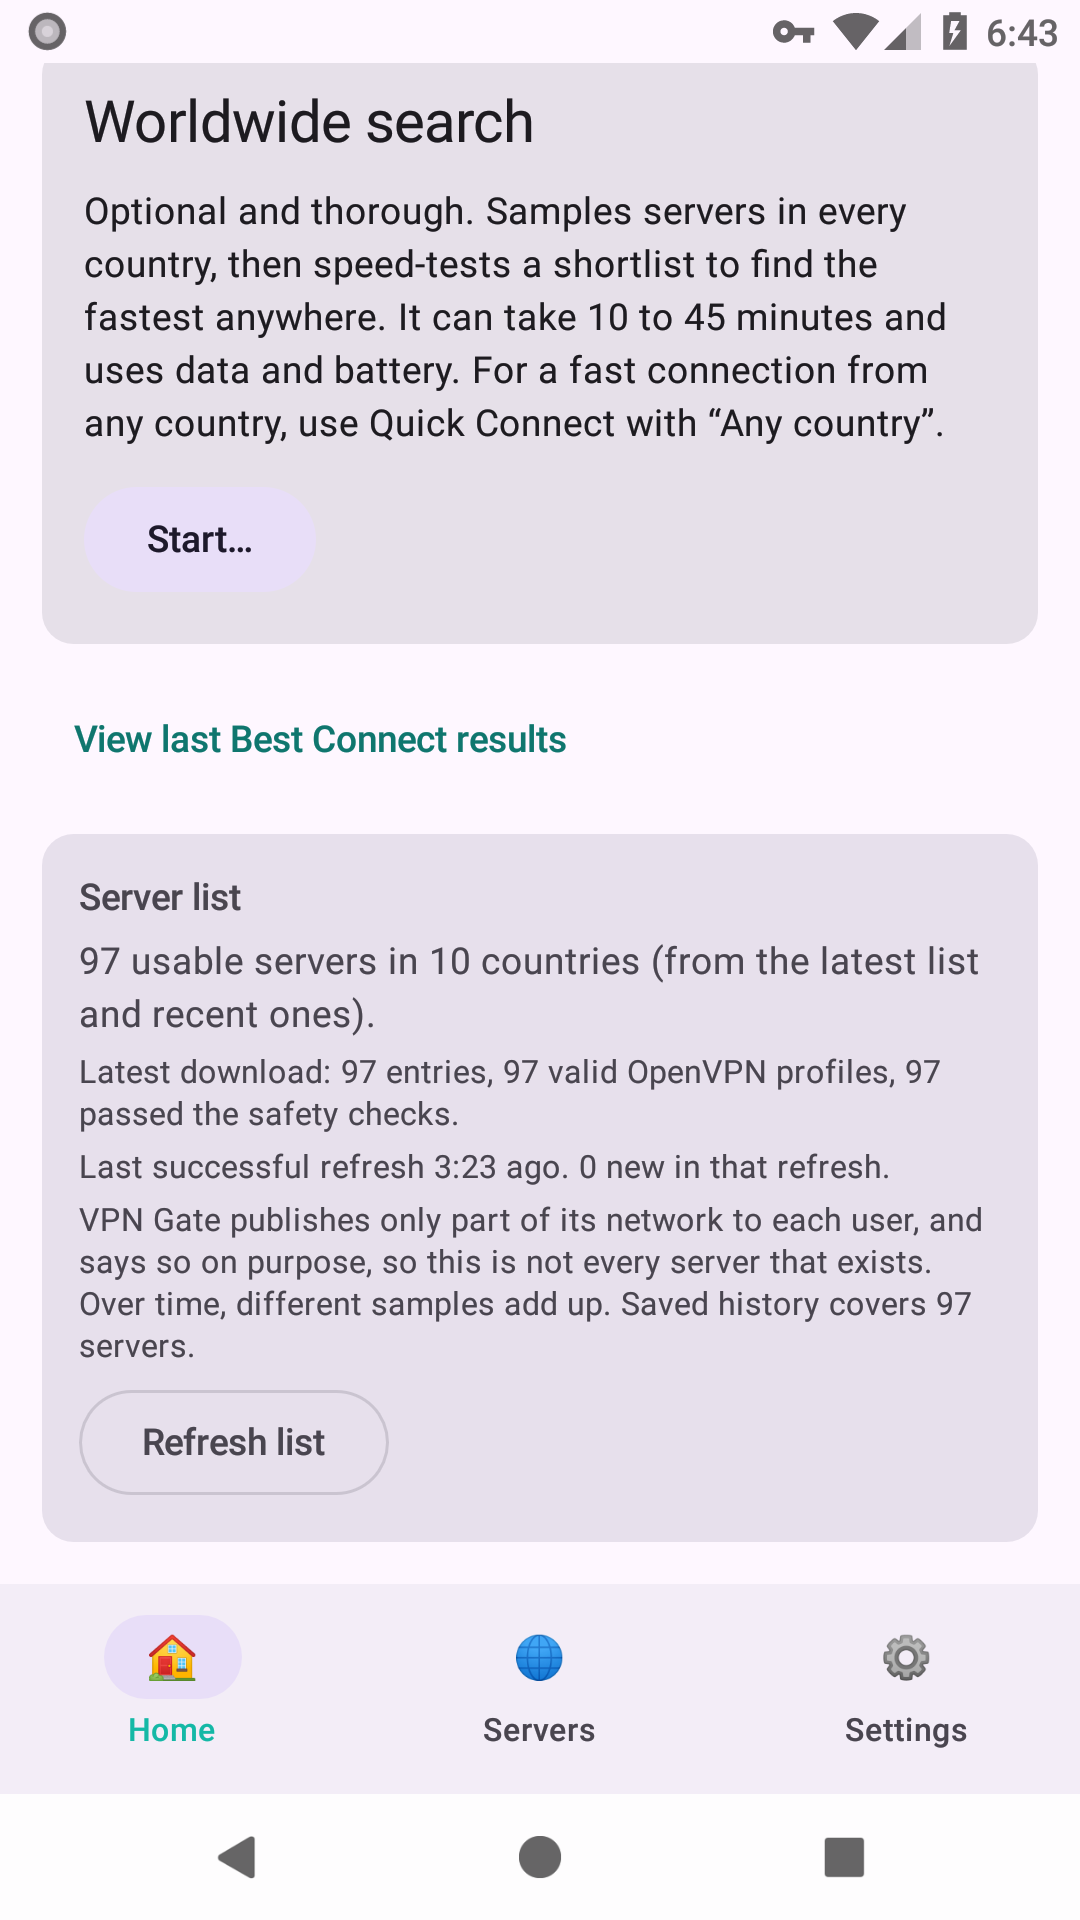 6:43
Worldwide search
Optional and thorough. Samples servers in every
country, then speed-tests a shortlist to find the
fastest anywhere. It can take 10 to 45 minutes and
uses data and battery. For a fast connection from
any country, use Quick Connect with “Any country”.
Start…
View last Best Connect results
Server list
97 usable servers in 10 countries (from the latest list
and recent ones).
Latest download: 97 entries, 97 valid OpenVPN profiles, 97
passed the safety checks.
Last successful refresh 3:23 ago. 0 new in that refresh.
VPN Gate publishes only part of its network to each user, and
says so on purpose, so this is not every server that exists.
Over time, different samples add up. Saved history covers 97
servers.
Refresh list
Home
Servers
Settings